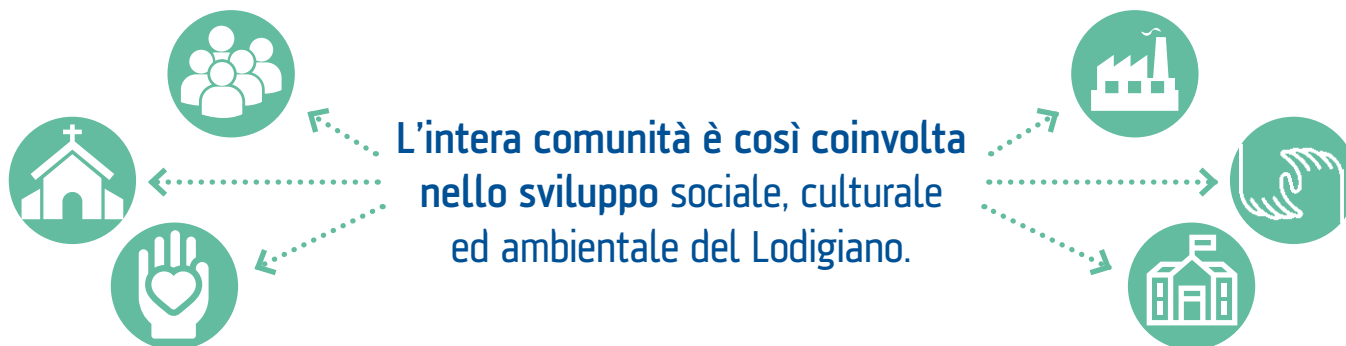 L’intera comunità è così coinvolta
nello sviluppo sociale, culturale
ed ambientale del Lodigiano.